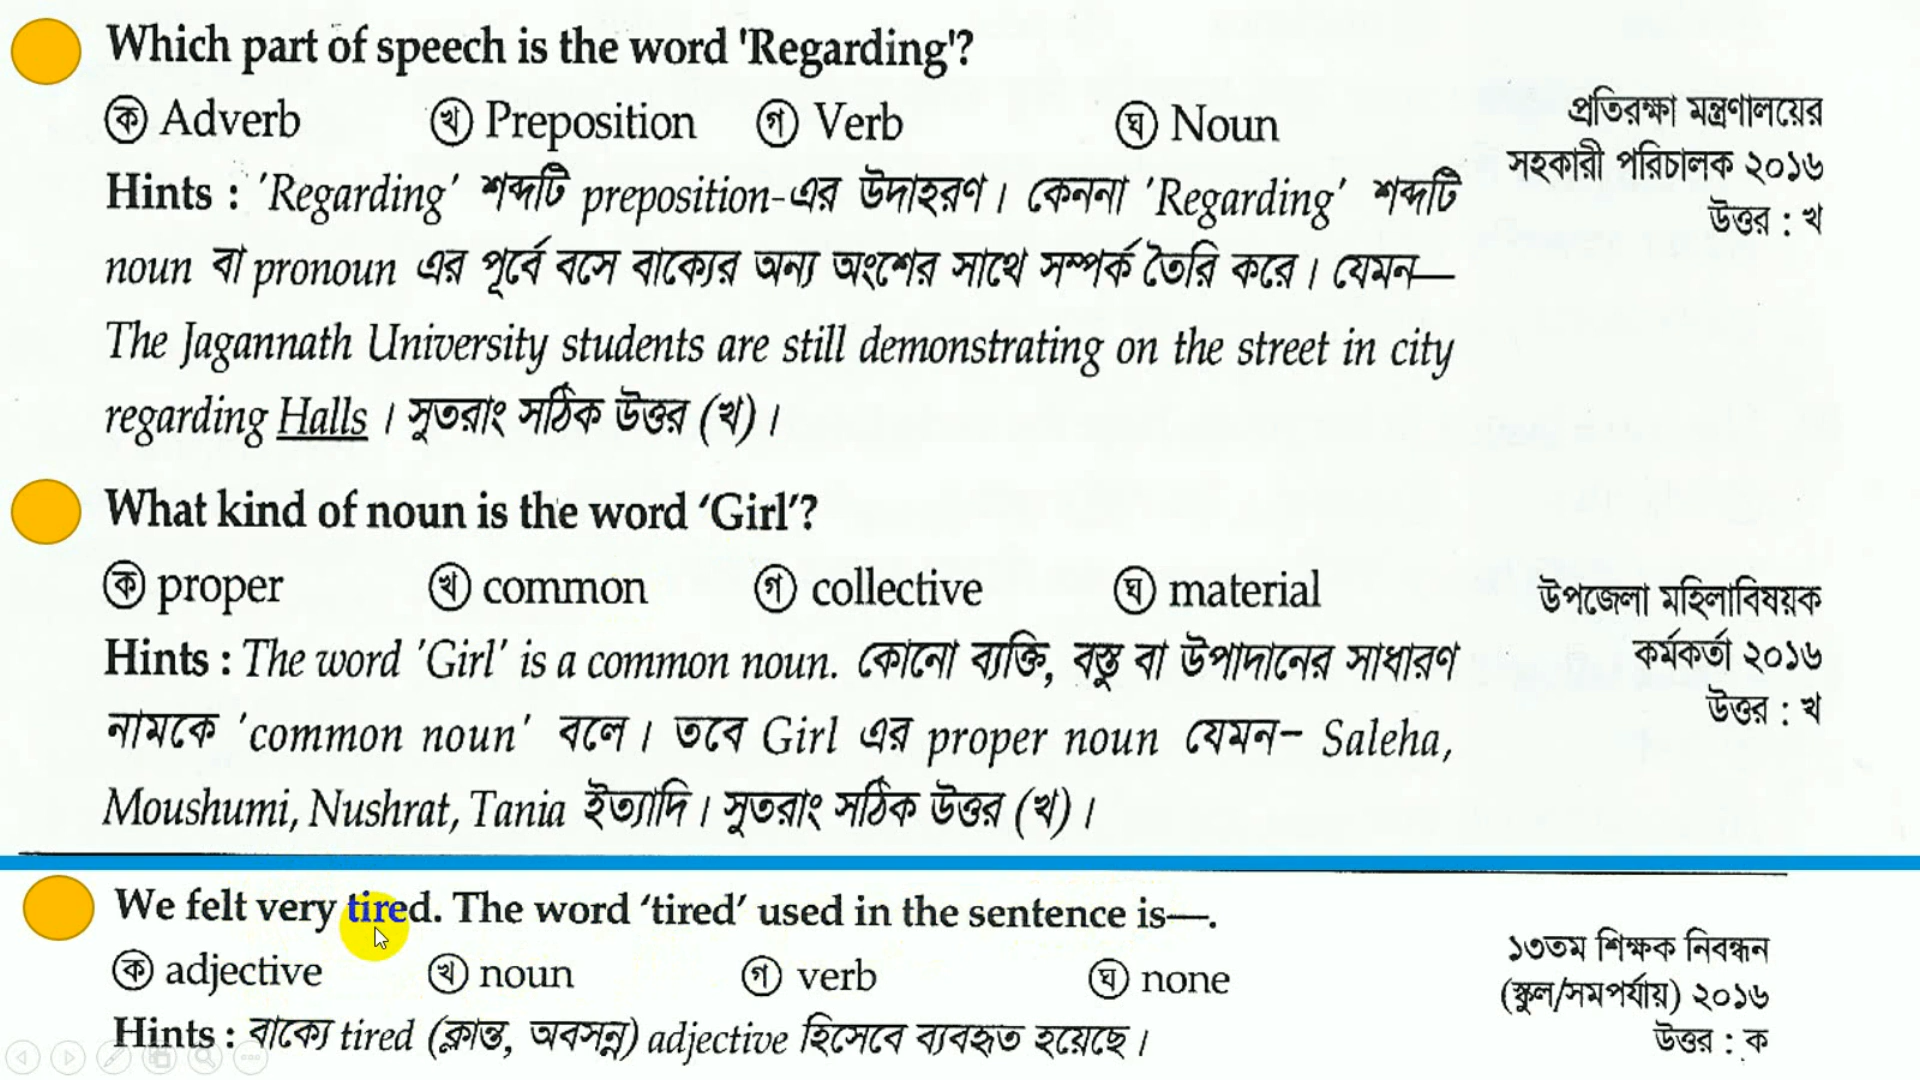 Which part of speech is the word 'Regarding'?
ক Adverb খ Preposition গ Verb ঘ Noun
প্রতিরক্ষা মন্ত্রণালয়ের
সহকারী পরিচালক ২০১৬
উত্তর : খ
Hints : 'Regarding' শব্দটি preposition-এর উদাহরণ। কেননা 'Regarding' শব্দটি
noun বা pronoun এর পূর্বে বসে বাক্যের অন্য অংশের সাথে সম্পর্ক তৈরি করে। যেমন—
The Jagannath University students are still demonstrating on the street in city
regarding Halls । সুতরাং সঠিক উত্তর (খ)।
What kind of noun is the word ‘Girl’?
ক proper খ common গ collective ঘ material
উপজেলা মহিলাবিষয়ক
কর্মকর্তা ২০১৬
উত্তর : খ
Hints : The word 'Girl' is a common noun. কোনো ব্যক্তি, বস্তু বা উপাদানের সাধারণ
নামকে 'common noun' বলে। তবে Girl এর proper noun যেমন– Saleha,
Moushumi, Nushrat, Tania ইত্যাদি। সুতরাং সঠিক উত্তর (খ)।
We felt very tired. The word ‘tired’ used in the sentence is—.
ক adjective খ noun গ verb ঘ none
১৩তম শিক্ষক নিবন্ধন
(স্কুল/সমপর্যায়) ২০১৬
উত্তর : ক
Hints : বাক্যে tired (ক্লান্ত, অবসন্ন) adjective হিসেবে ব্যবহৃত হয়েছে।